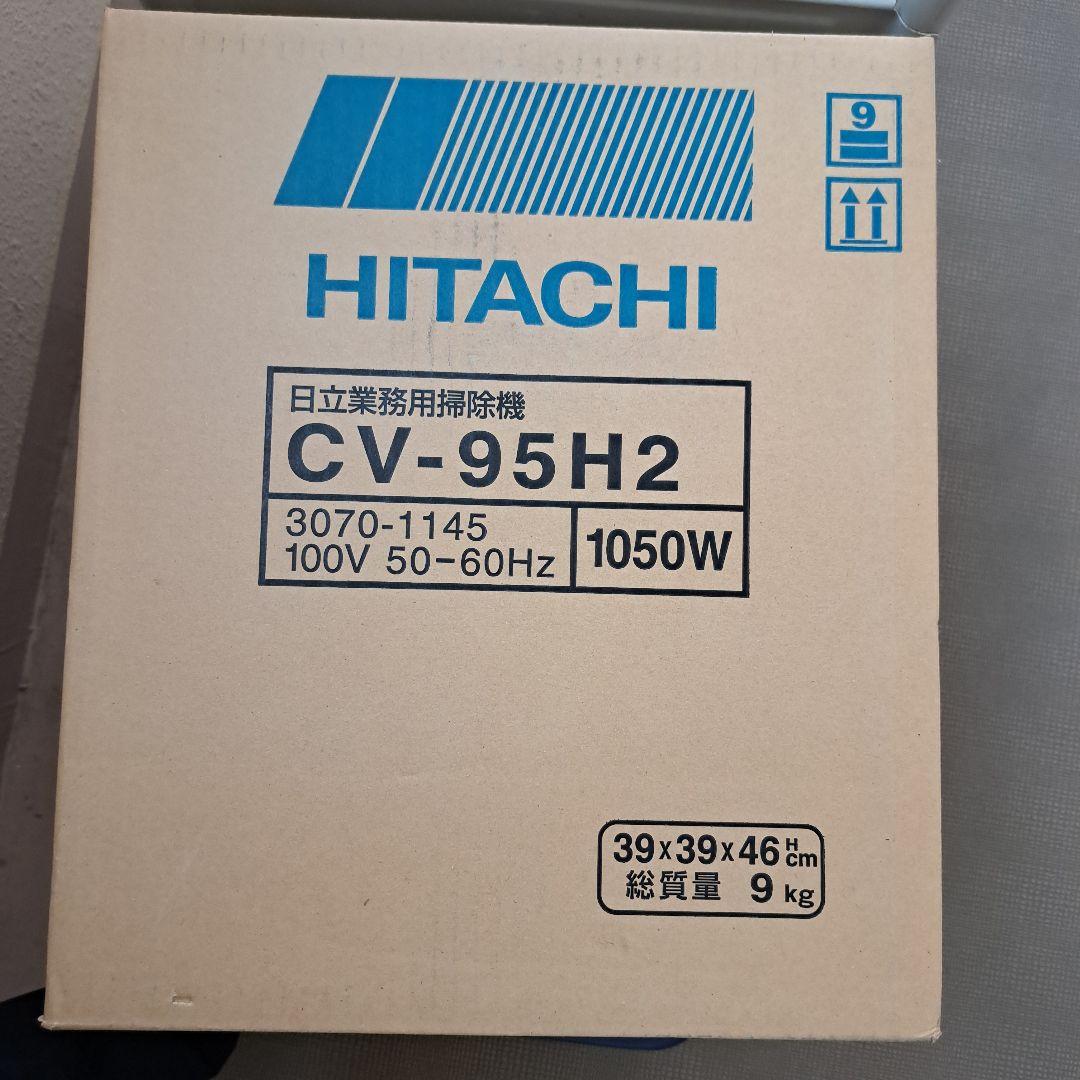 9
HITACHI
日立業務用掃除機
CV-95H2
3070-1145
100V 50-60Hz
1050W
39x39x46 H cm
総質量 9 kg